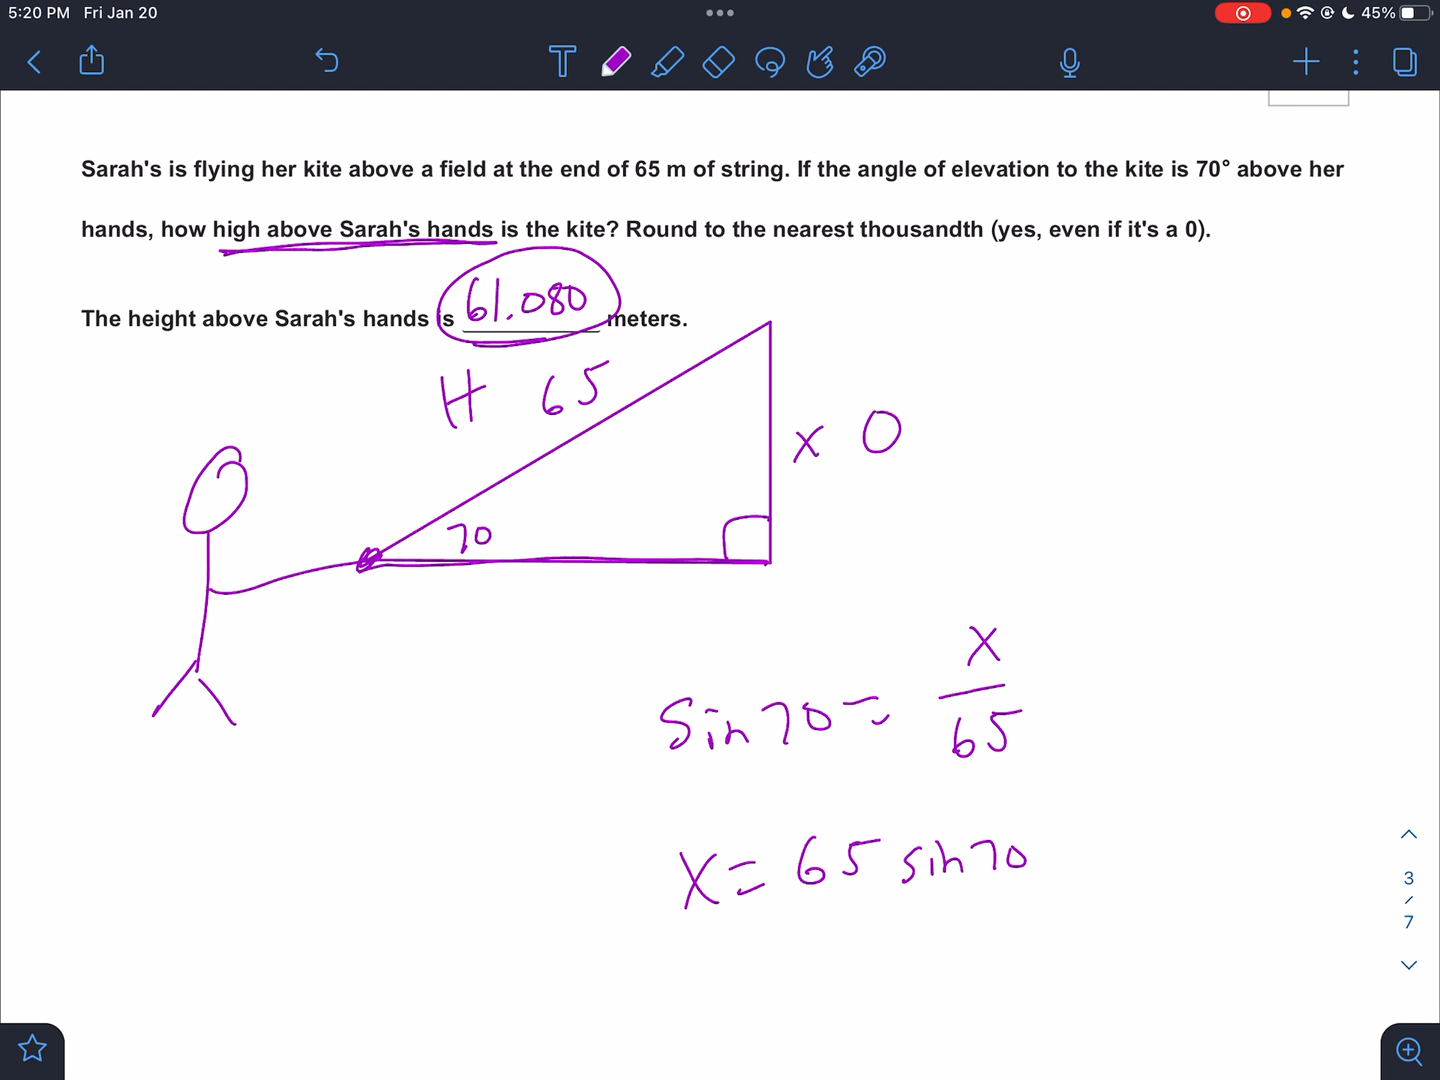 5:20 PM Fri Jan 20
45%
Sarah's is flying her kite above a field at the end of 65 m of string. If the angle of elevation to the kite is 70° above her
hands, how high above Sarah's hands is the kite? Round to the nearest thousandth (yes, even if it's a 0).
The height above Sarah's hands is 61.080 meters.
H 65
x O
70
sin 70 = x/65
x = 65 sin 70
3
/
7